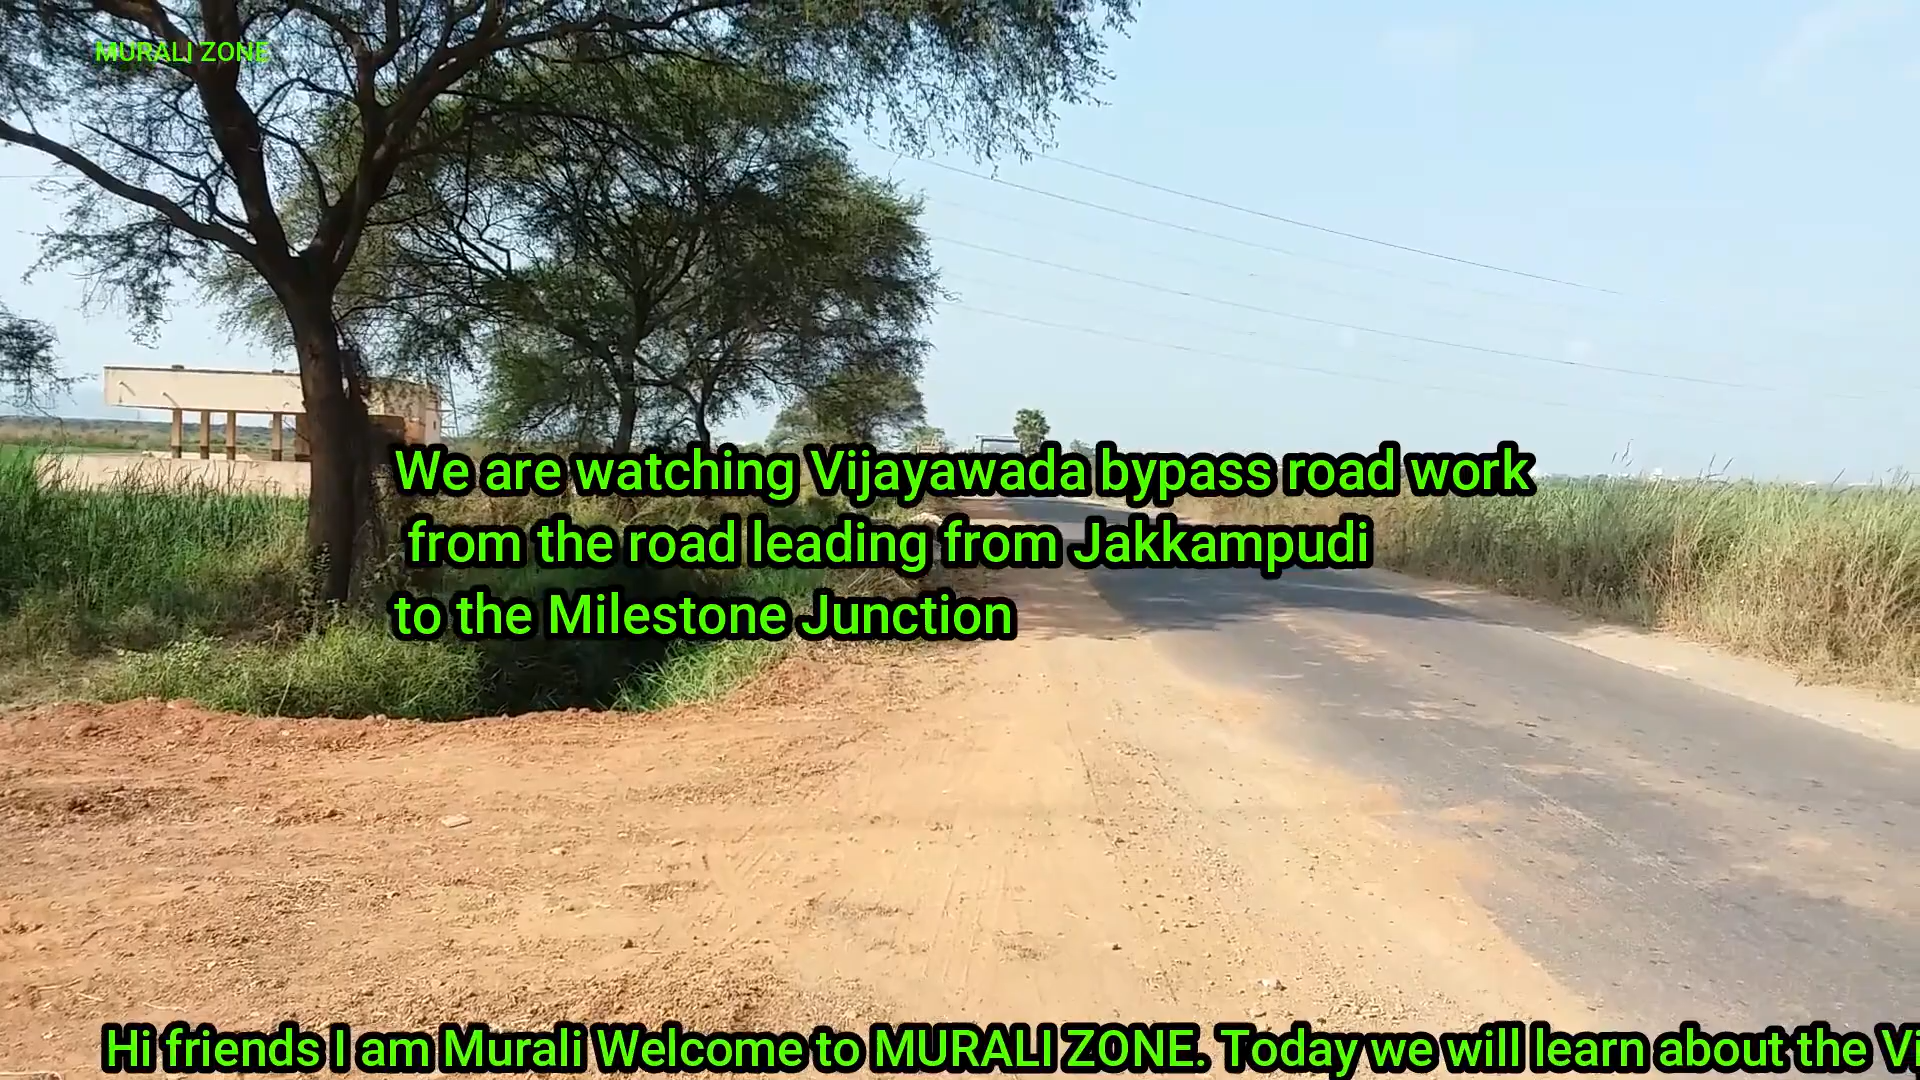 MURALI ZONE
We are watching Vijayawada bypass road work
from the road leading from Jakkampudi
to the Milestone Junction
Hi friends I am Murali Welcome to MURALI ZONE. Today we will learn about the Vi